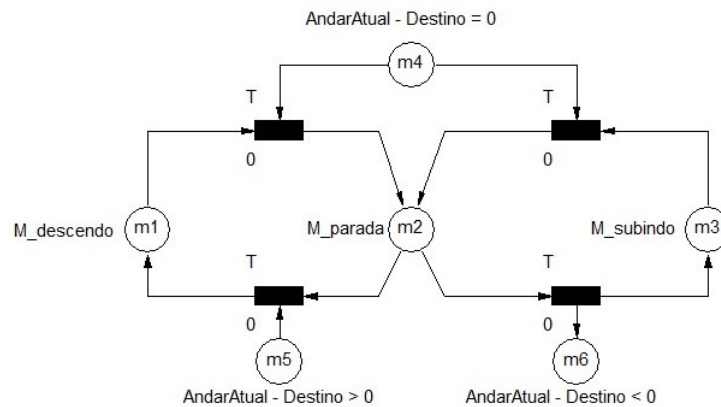 AndarAtual - Destino = 0
m4
T
T
0
0
M_descendo
m1
M_parada
m2
M_subindo
m3
T
T
0
0
m5
m6
AndarAtual - Destino > 0
AndarAtual - Destino < 0